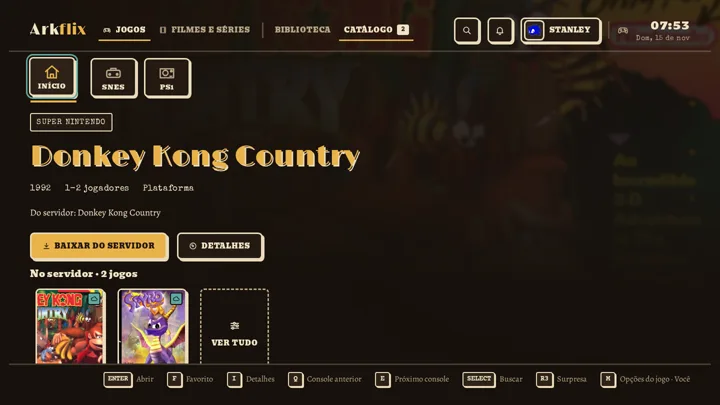 Arkflix
JOGOS
FILMES E SÉRIES
BIBLIOTECA
CATÁLOGO 2
STANLEY
07:53
Dom, 15 de nov
INÍCIO
SNES
PS1
SUPER NINTENDO
Donkey Kong Country
1992 1-2 jogadores Plataforma
Do servidor: Donkey Kong Country
BAIXAR DO SERVIDOR
DETALHES
No servidor · 2 jogos
VER TUDO
ENTER Abrir
F Favorito
I Detalhes
Q Console anterior
E Próximo console
SELECT Buscar
R3 Surpresa
M Opções do jogo · Você